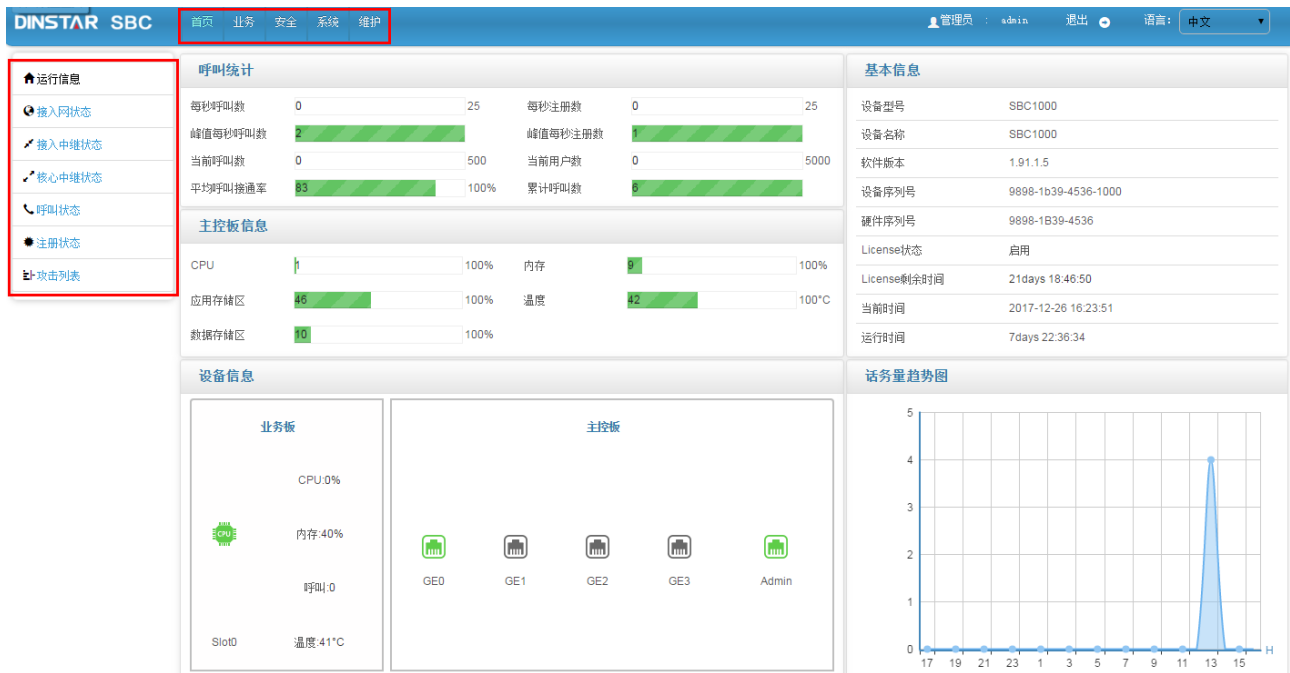 DINSTAR SBC 首页 业务 安全 系统 维护 管理员 : admin 退出 语言: 中文
运行信息
接入网状态
接入中继状态
核心中继状态
呼叫状态
注册状态
攻击列表
呼叫统计
每秒呼叫数 0 25 每秒注册数 0 25
峰值每秒呼叫数 2 峰值每秒注册数 1
当前呼叫数 0 500 当前用户数 0 5000
平均呼叫接通率 83 100% 累计呼叫数 6
主控板信息
CPU 1 100% 内存 9 100%
应用存储区 46 100% 温度 42 100°C
数据存储区 10 100%
设备信息
业务板
CPU:0%
CPU
内存:40%
呼叫:0
Slot0 温度:41°C
主控板
GE0 GE1 GE2 GE3 Admin
基本信息
设备型号 SBC1000
设备名称 SBC1000
软件版本 1.91.1.5
设备序列号 9898-1b39-4536-1000
硬件序列号 9898-1B39-4536
License状态 启用
License剩余时间 21days 18:46:50
当前时间 2017-12-26 16:23:51
运行时间 7days 22:36:34
话务量趋势图
5
4
3
2
1
0 H
17 19 21 23 1 3 5 7 9 11 13 15